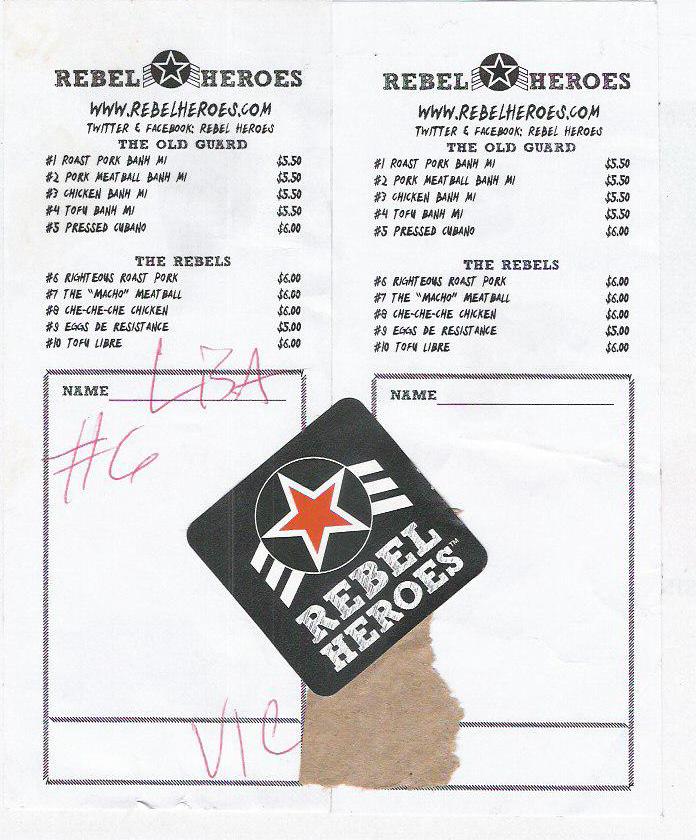 REBEL HEROES
WWW.REBELHEROES.COM
TWITTER & FACEBOOK: REBEL HEROES
THE OLD GUARD
#1 ROAST PORK BANH MI $5.50
#2 PORK MEATBALL BANH MI $5.50
#3 CHICKEN BANH MI $5.50
#4 TOFU BANH MI $5.50
#5 PRESSED CUBANO $6.00
THE REBELS
#6 RIGHTEOUS ROAST PORK $6.00
#7 THE "MACHO" MEATBALL $6.00
#8 CHE-CHE-CHE CHICKEN $6.00
#9 EGGS DE RESISTANCE $5.00
#10 TOFU LIBRE $6.00
NAME LIZA
#6
VIC
REBEL HEROES
WWW.REBELHEROES.COM
TWITTER & FACEBOOK: REBEL HEROES
THE OLD GUARD
#1 ROAST PORK BANH MI $5.50
#2 PORK MEATBALL BANH MI $5.50
#3 CHICKEN BANH MI $5.50
#4 TOFU BANH MI $5.50
#5 PRESSED CUBANO $6.00
THE REBELS
#6 RIGHTEOUS ROAST PORK $6.00
#7 THE "MACHO" MEATBALL $6.00
#8 CHE-CHE-CHE CHICKEN $6.00
#9 EGGS DE RESISTANCE $5.00
#10 TOFU LIBRE $6.00
NAME
REBEL
HEROES™